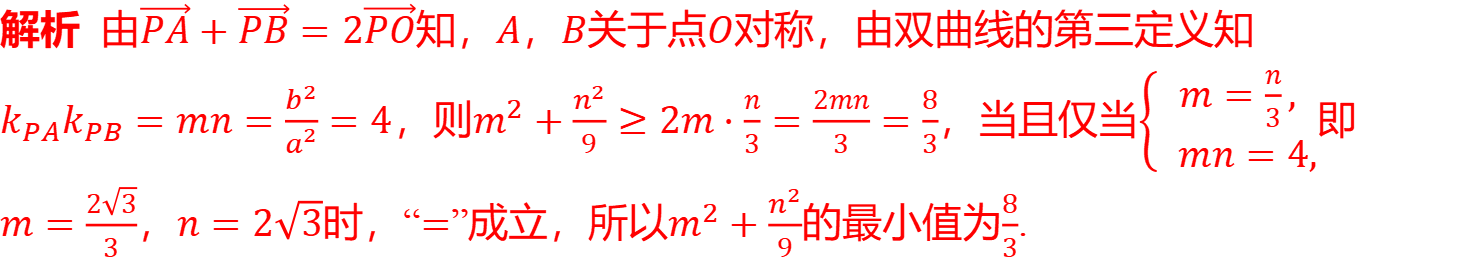 解析 由$\overrightarrow{PA}+\overrightarrow{PB}=2\overrightarrow{PO}$知，$A$，$B$关于点$O$对称，由双曲线的第三定义知
$k_{PA}k_{PB}=mn=\frac{b^2}{a^2}=4$，则$m^2+\frac{n^2}{9}\geq 2m\cdot\frac{n}{3}=\frac{2mn}{3}=\frac{8}{3}$，当且仅当$\begin{cases} m=\frac{n}{3}, \\ mn=4, \end{cases}$即
$m=\frac{2\sqrt{3}}{3}$，$n=2\sqrt{3}$时，“=”成立，所以$m^2+\frac{n^2}{9}$的最小值为$\frac{8}{3}$.